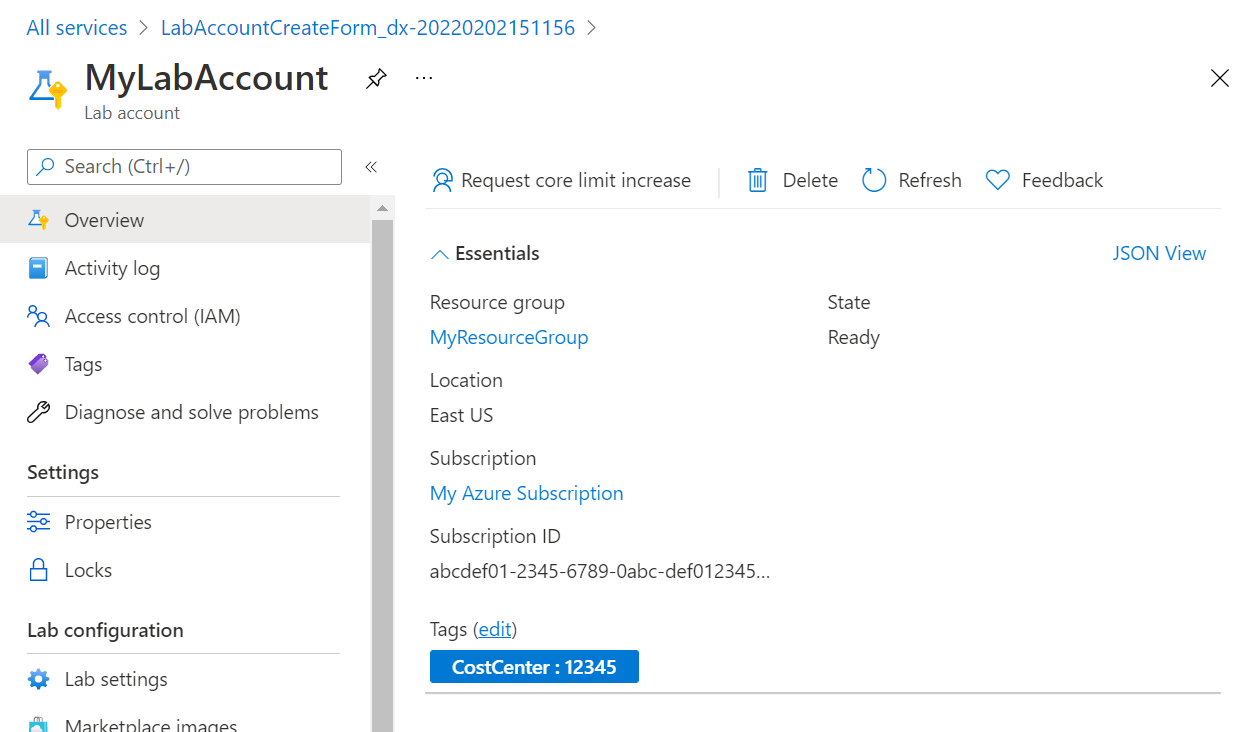 All services > LabAccountCreateForm_dx-20220202151156 >
MyLabAccount ...
Lab account
Search (Ctrl+/) «
Overview
Activity log
Access control (IAM)
Tags
Diagnose and solve problems
Settings
Properties
Locks
Lab configuration
Lab settings
Marketplace images
Request core limit increase Delete Refresh Feedback
Essentials JSON View
Resource group State
MyResourceGroup Ready
Location
East US
Subscription
My Azure Subscription
Subscription ID
abcdef01-2345-6789-0abc-def012345...
Tags (edit)
CostCenter : 12345